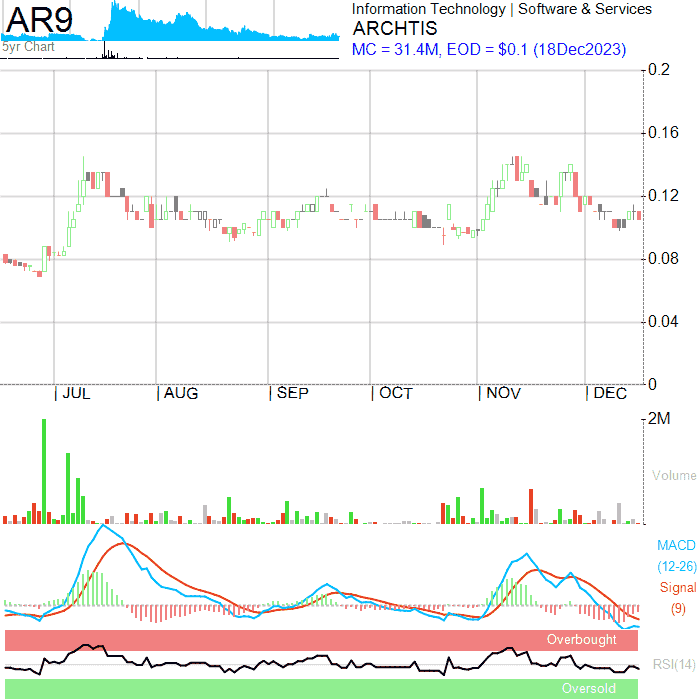 AR9
5yr Chart
Information Technology | Software & Services
ARCHTIS
MC = 31.4M, EOD = $0.1 (18Dec2023)
0.2
0.16
0.12
0.08
0.04
0
| JUL | AUG | SEP | OCT | NOV | DEC
2M
Volume
MACD
(12-26)
Signal
(9)
Overbought
RSI(14)
Oversold